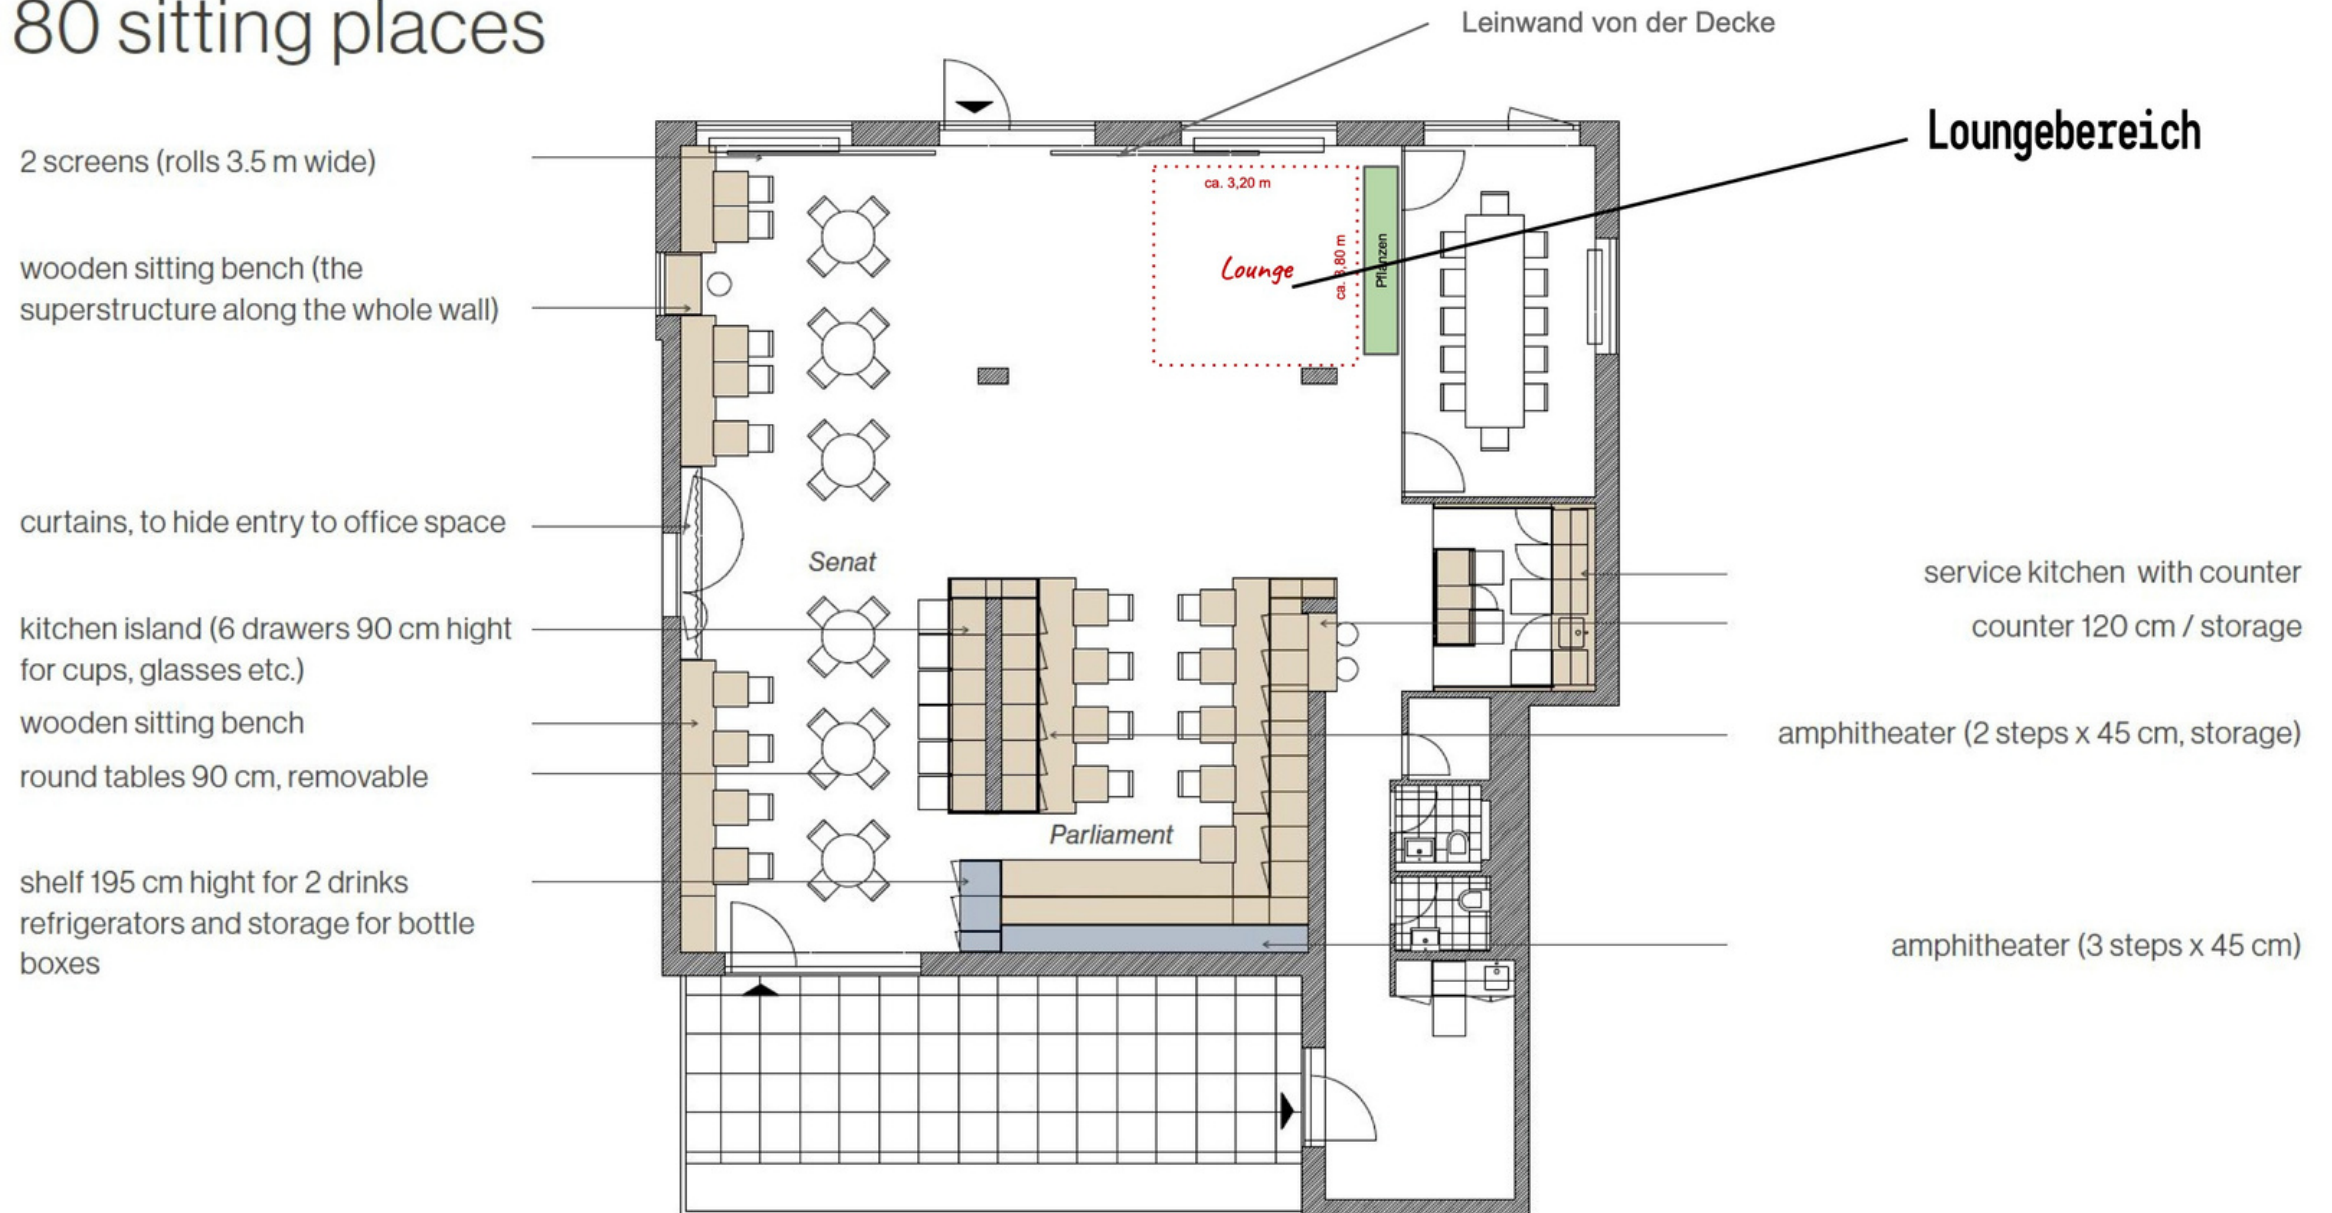 80 sitting places
Leinwand von der Decke
Loungebereich
2 screens (rolls 3.5 m wide)
wooden sitting bench (the
superstructure along the whole wall)
curtains, to hide entry to office space
kitchen island (6 drawers 90 cm hight
for cups, glasses etc.)
wooden sitting bench
round tables 90 cm, removable
shelf 195 cm hight for 2 drinks
refrigerators and storage for bottle
boxes
ca. 3,20 m
Lounge
ca. 3,80 m
Pflanzen
Senat
Parliament
service kitchen with counter
counter 120 cm / storage
amphitheater (2 steps x 45 cm, storage)
amphitheater (3 steps x 45 cm)